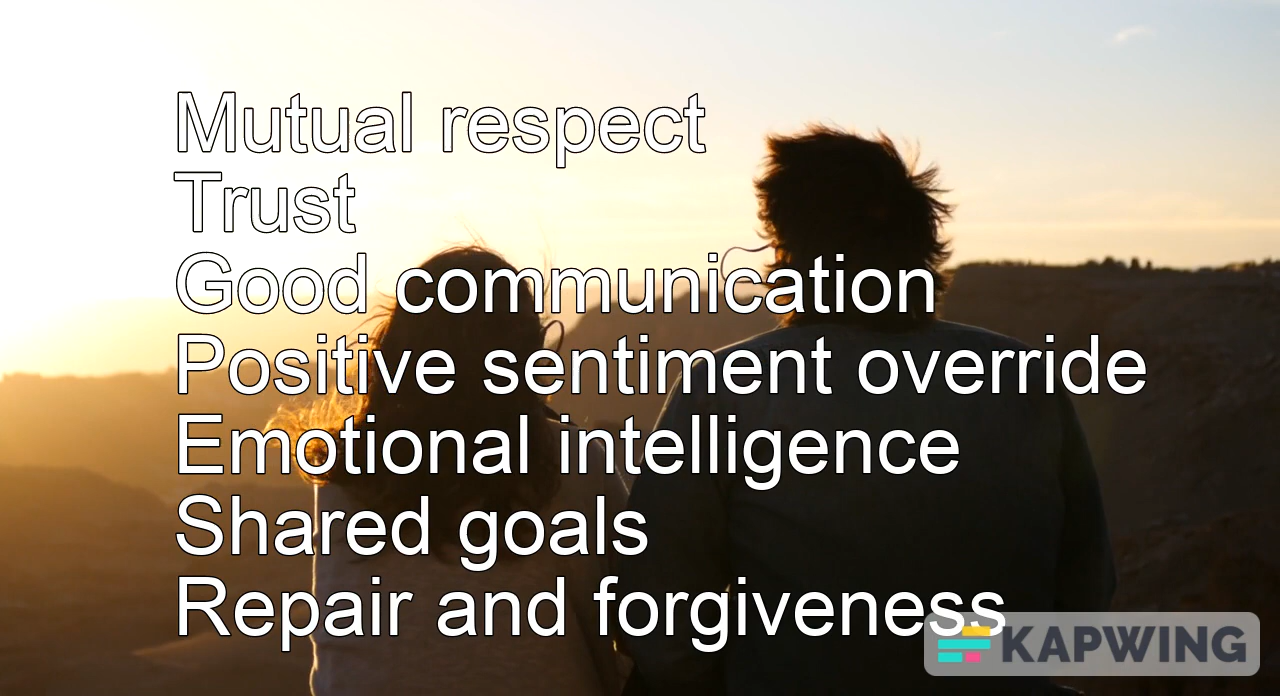 Mutual respect
Trust
Good communication
Positive sentiment override
Emotional intelligence
Shared goals
Repair and forgiveness
KAPWING